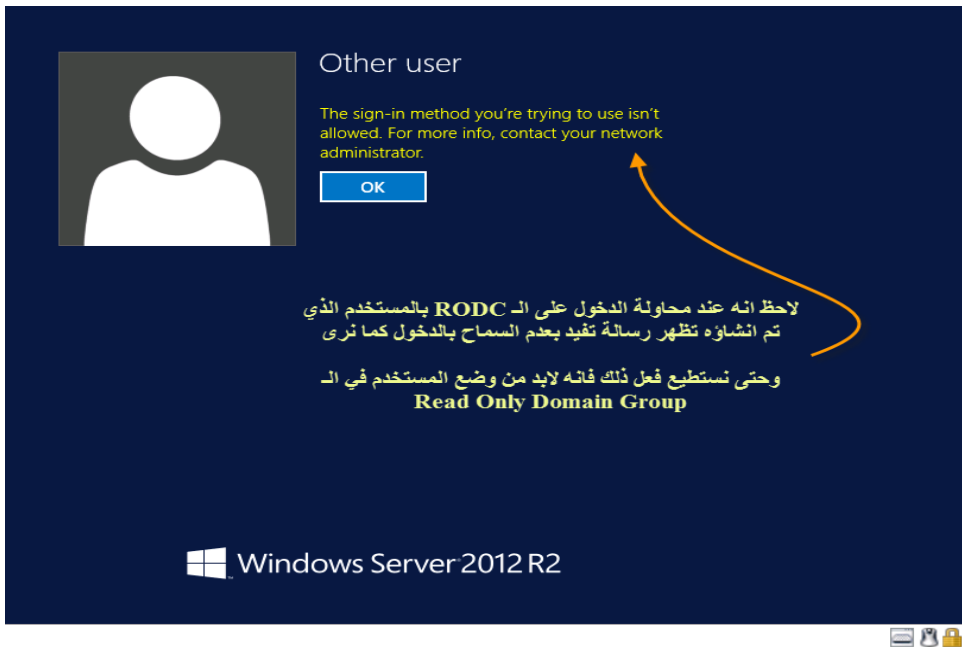 Other user
The sign-in method you're trying to use isn't
allowed. For more info, contact your network
administrator.
OK
لاحظ انه عند محاولة الدخول على الـ RODC بالمستخدم الذي
تم انشاؤه تظهر رسالة تفيد بعدم السماح بالدخول كما نرى
وحتى نستطيع فعل ذلك فانه لابد من وضع المستخدم في الـ
Read Only Domain Group
Windows Server 2012 R2